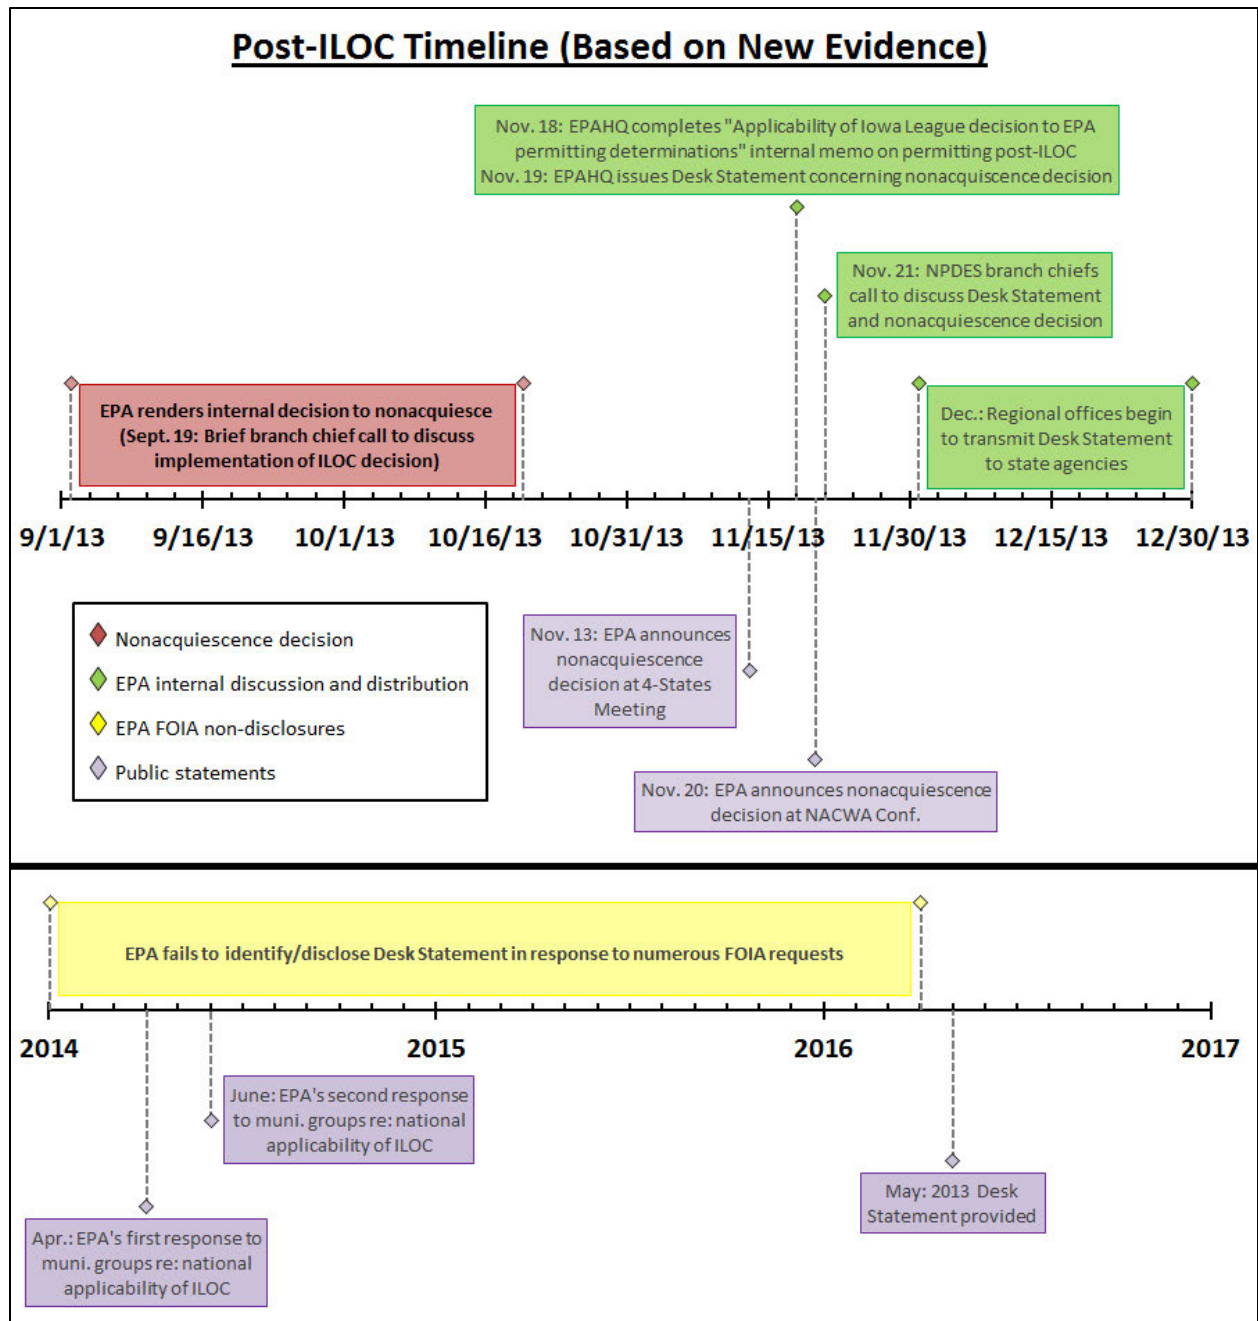 Post-ILOC Timeline (Based on New Evidence)
Nov. 18: EPAHQ completes "Applicability of Iowa League decision to EPA
permitting determinations" internal memo on permitting post-ILOC
Nov. 19: EPAHQ issues Desk Statement concerning nonacquiscence decision
Nov. 21: NPDES branch chiefs
call to discuss Desk Statement
and nonacquiescence decision
EPA renders internal decision to nonacquiesce
(Sept. 19: Brief branch chief call to discuss
implementation of ILOC decision)
Dec.: Regional offices begin
to transmit Desk Statement
to state agencies
9/1/13 9/16/13 10/1/13 10/16/13 10/31/13 11/15/13 11/30/13 12/15/13 12/30/13
Nonacquiescence decision
EPA internal discussion and distribution
EPA FOIA non-disclosures
Public statements
Nov. 13: EPA announces
nonacquiescence
decision at 4-States
Meeting
Nov. 20: EPA announces nonacquiescence
decision at NACWA Conf.
EPA fails to identify/disclose Desk Statement in response to numerous FOIA requests
2014 2015 2016 2017
June: EPA's second response
to muni. groups re: national
applicability of ILOC
Apr.: EPA's first response to
muni. groups re: national
applicability of ILOC
May: 2013 Desk
Statement provided